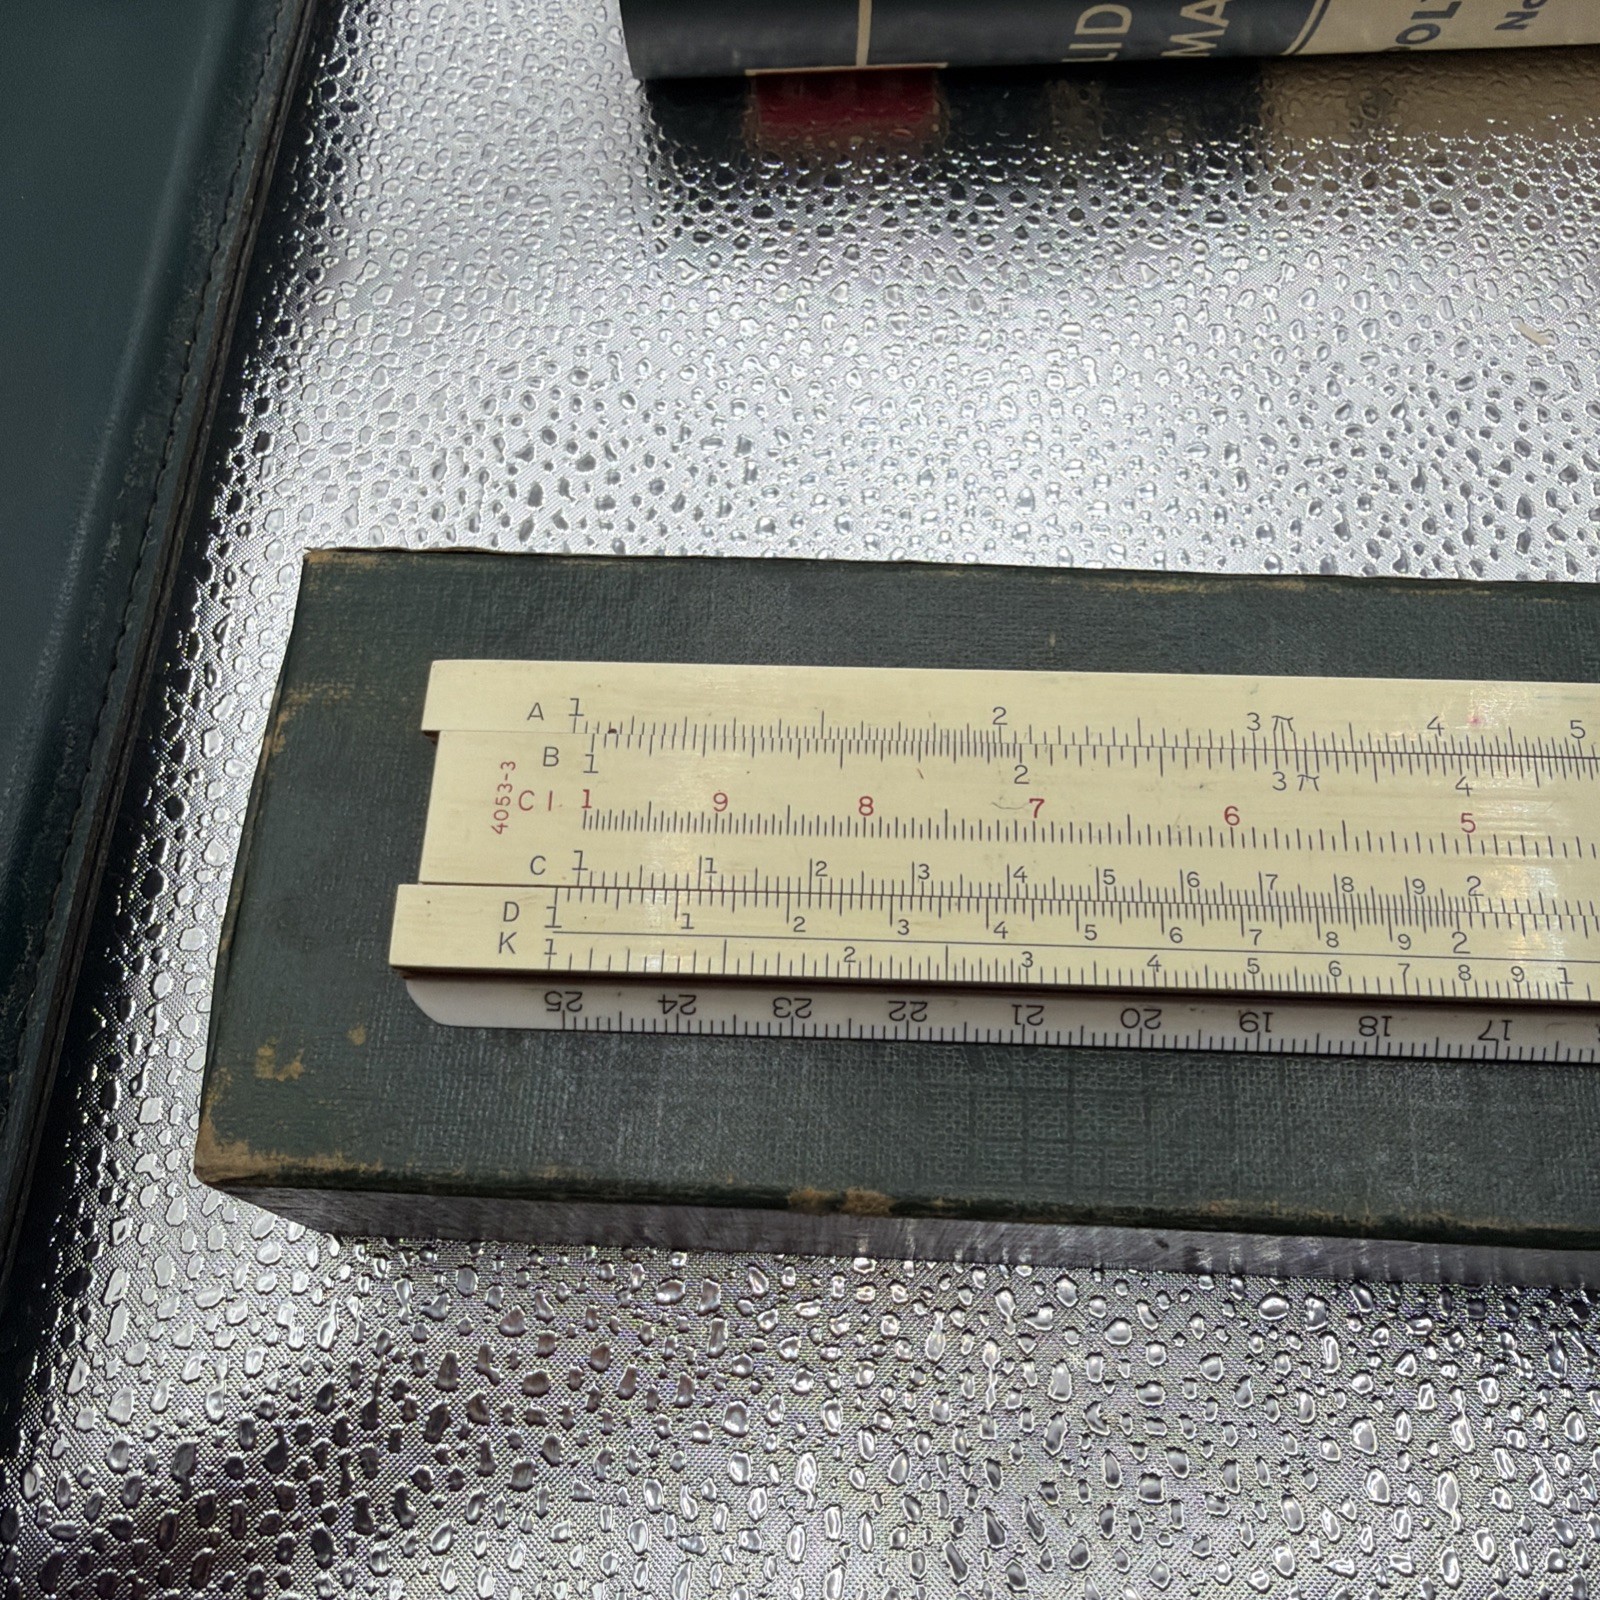 LID
MA
A 1 2 3 π 4 5
B 1 2 3 π 4
4053-3
C I 1 9 8 7 6 5
C 1 1 2 3 4 5 6 7 8 9 2
D 1 1 2 3 4 5 6 7 8 9 2
K 1 2 3 4 5 6 7 8 9 1
25 24 23 22 21 20 19 18 17